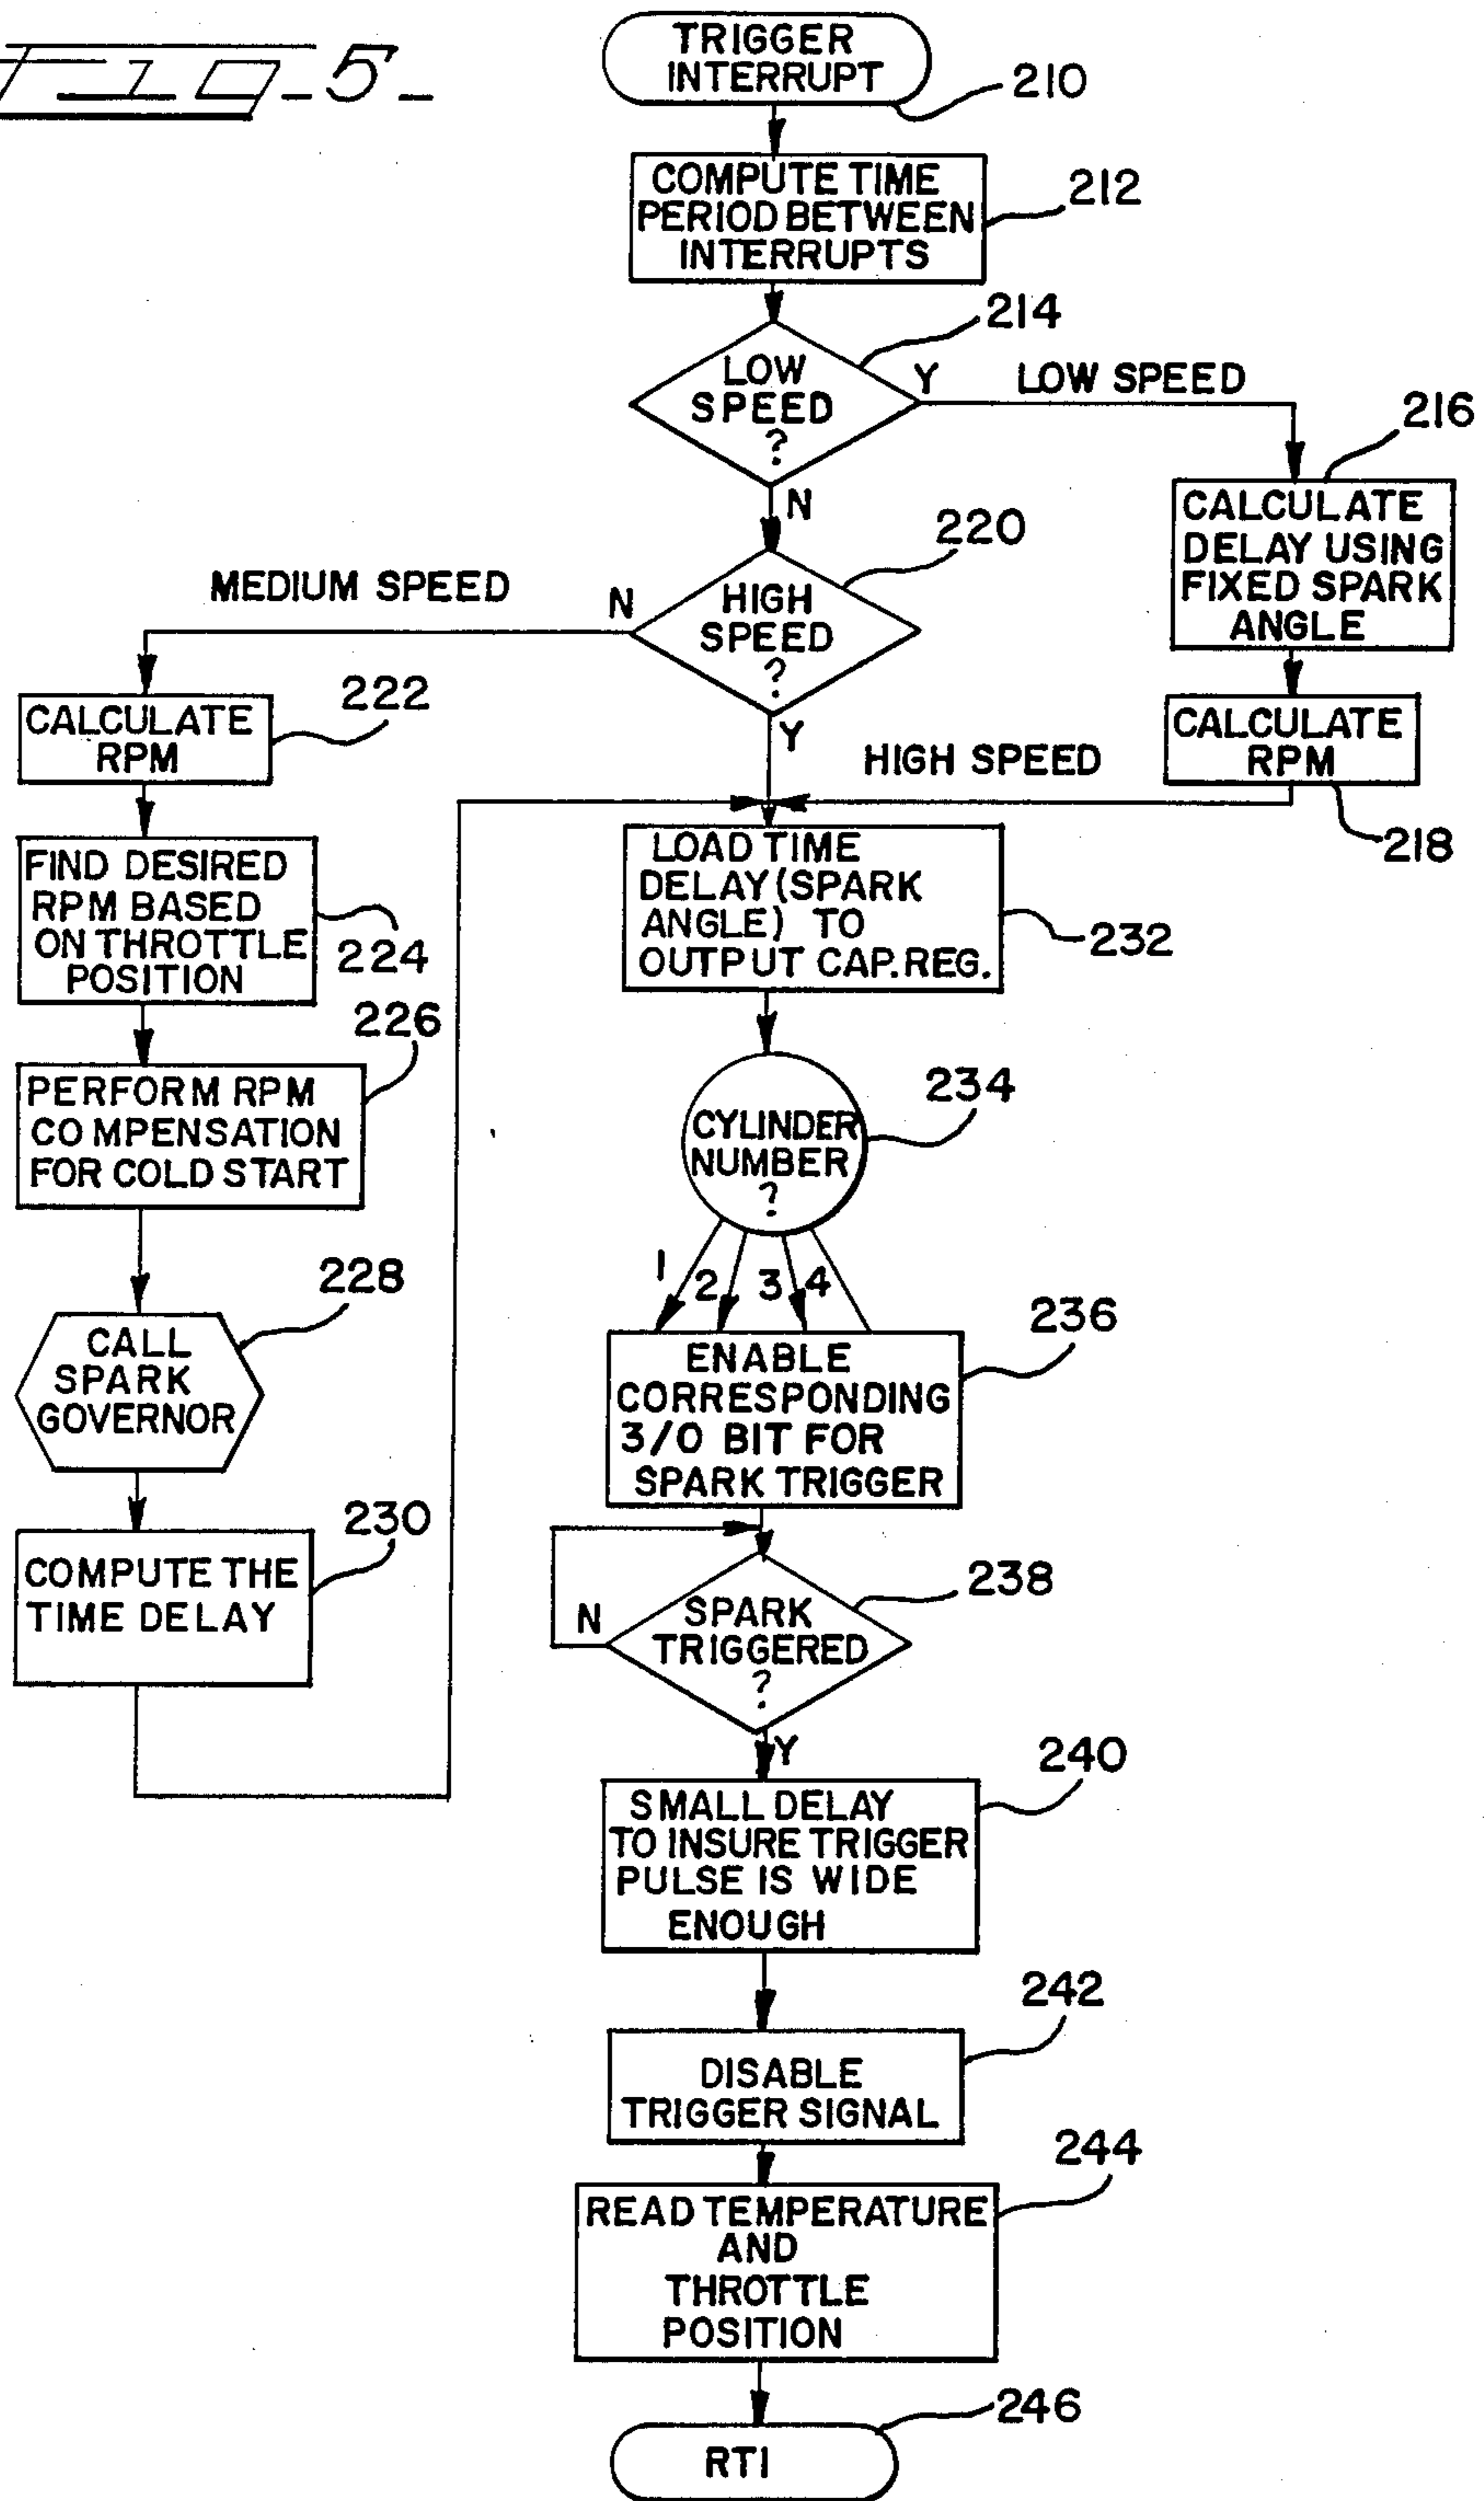 FIG-5-
TRIGGER
INTERRUPT
210
COMPUTE TIME
PERIOD BETWEEN
INTERRUPTS
212
LOW
SPEED
?
214
Y
LOW SPEED
N
216
CALCULATE
DELAY USING
FIXED SPARK
ANGLE
CALCULATE
RPM
218
HIGH
SPEED
?
220
N
MEDIUM SPEED
Y
HIGH SPEED
CALCULATE
RPM
222
FIND DESIRED
RPM BASED
ON THROTTLE
POSITION
224
PERFORM RPM
COMPENSATION
FOR COLD START
226
CALL
SPARK
GOVERNOR
228
COMPUTE THE
TIME DELAY
230
LOAD TIME
DELAY (SPARK
ANGLE) TO
OUTPUT CAP. REG.
232
CYLINDER
NUMBER
?
234
1 2 3 4
ENABLE
CORRESPONDING
3/0 BIT FOR
SPARK TRIGGER
236
SPARK
TRIGGERED
?
238
N
Y
SMALL DELAY
TO INSURE TRIGGER
PULSE IS WIDE
ENOUGH
240
DISABLE
TRIGGER SIGNAL
242
READ TEMPERATURE
AND
THROTTLE
POSITION
244
RTI
246